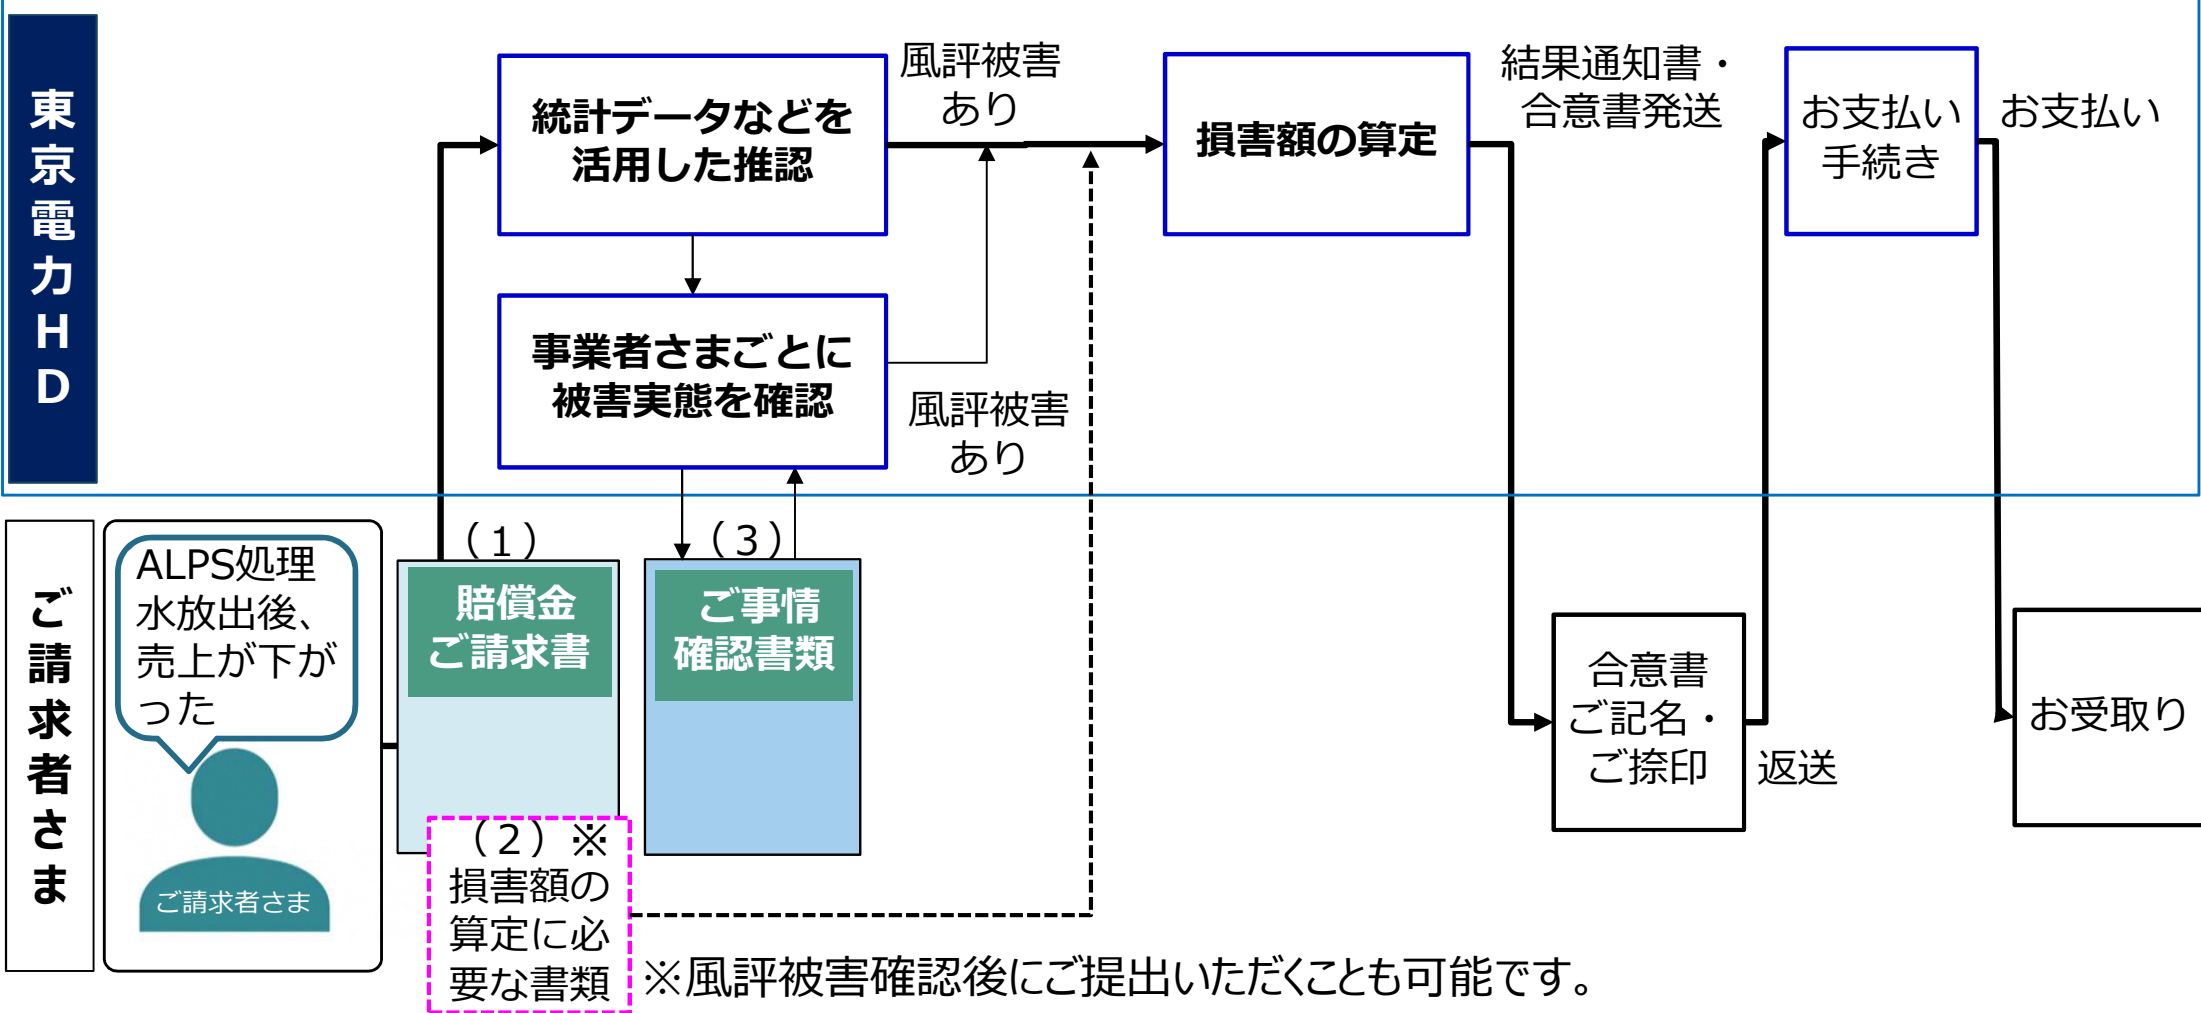 東京電力HD
統計データなどを
活用した推認
風評被害
あり
損害額の算定
結果通知書・
合意書発送
お支払い
手続き
お支払い
事業者さまごとに
被害実態を確認
風評被害
あり
ご請求者さま
ALPS処理
水放出後、
売上が下が
った
ご請求者さま
（１）
賠償金
ご請求書
（２）※
損害額の
算定に必
要な書類
（３）
ご事情
確認書類
合意書
ご記名・
ご捺印
返送
お受取り
※風評被害確認後にご提出いただくことも可能です。